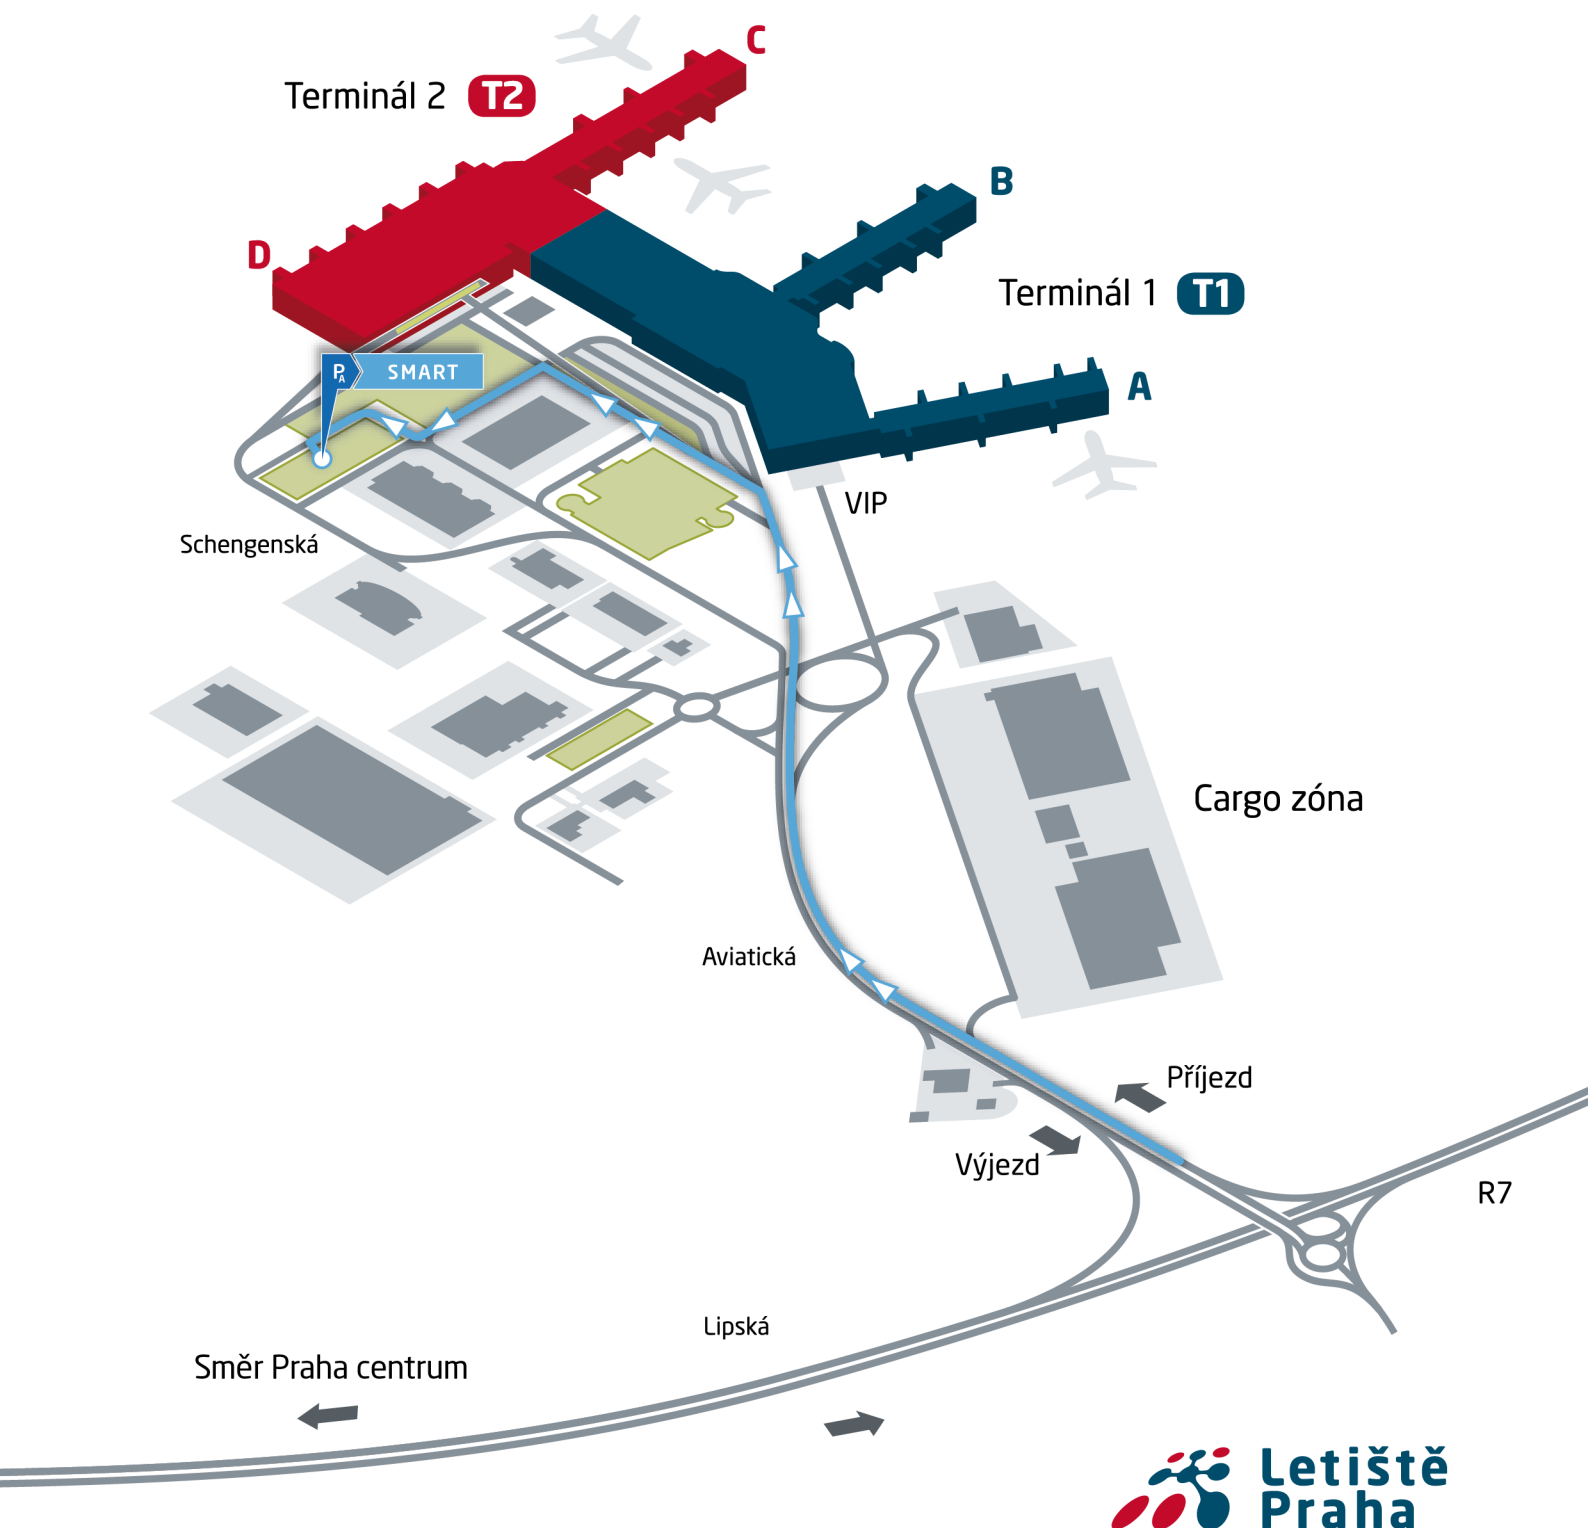 C
Terminál 2 T2
B
D
Terminál 1 T1
PA SMART
A
VIP
Schengenská
Cargo zóna
Aviatická
Příjezd
Výjezd
R7
Lipská
Směr Praha centrum
Letiště
Praha